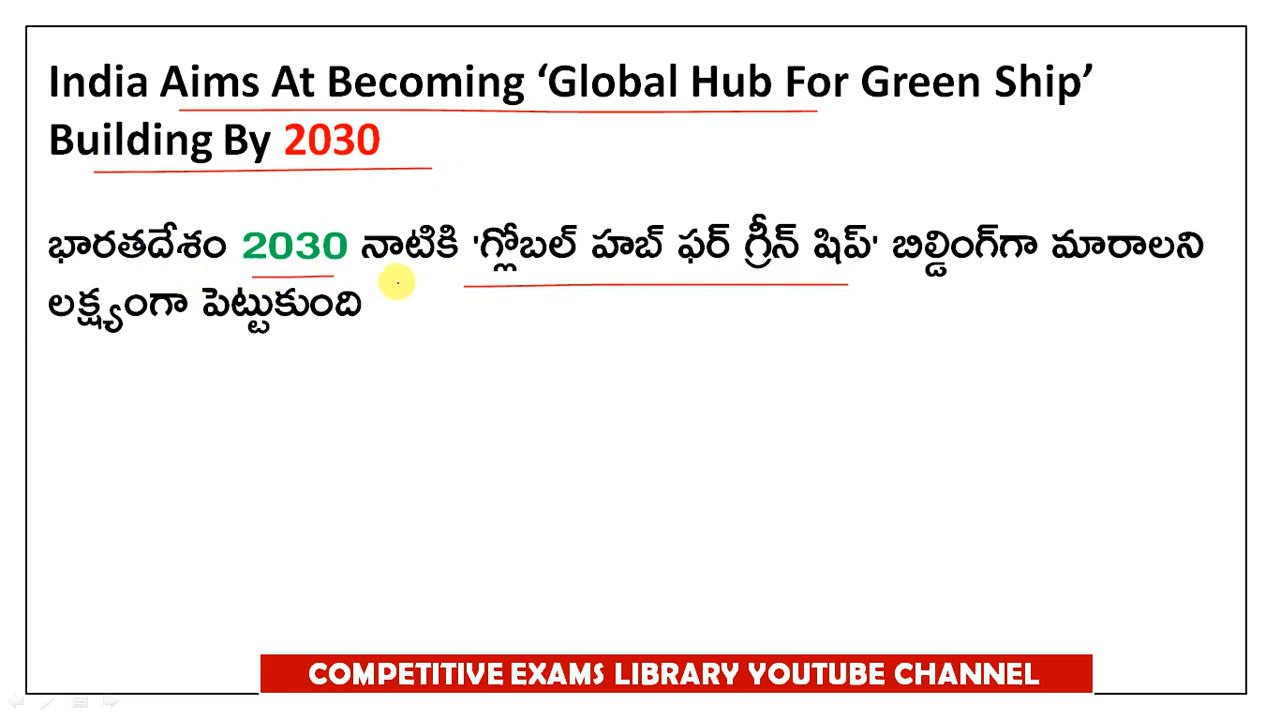 India Aims At Becoming ‘Global Hub For Green Ship’
Building By 2030
భారతదేశం 2030 నాటికి 'గ్లోబల్ హబ్ ఫర్ గ్రీన్ షిప్' బిల్డింగ్‌గా మారాలని
లక్ష్యంగా పెట్టుకుంది
COMPETITIVE EXAMS LIBRARY YOUTUBE CHANNEL